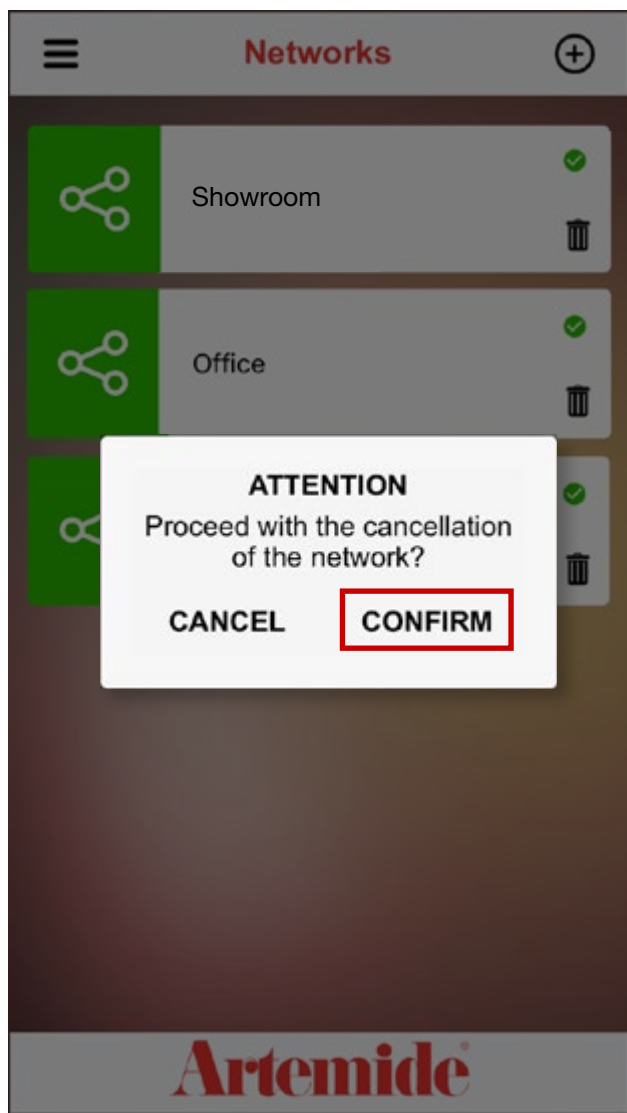 Networks
Showroom
Office
ATTENTION
Proceed with the cancellation
of the network?
CANCEL CONFIRM
Artemide